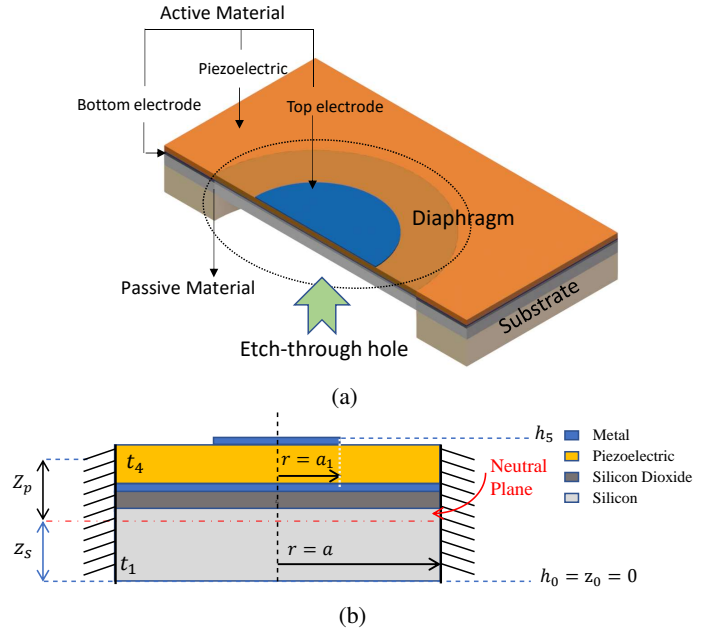 Active Material
Piezoelectric
Bottom electrode
Top electrode
Diaphragm
Passive Material
Substrate
Etch-through hole
(a)
h₅
Metal
Piezoelectric
Silicon Dioxide
Silicon
t₄
r = a₁
Neutral
Plane
Zₚ
zₛ
r = a
t₁
h₀ = z₀ = 0
(b)